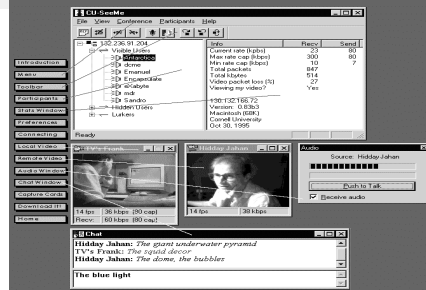 CU-SeeMe
File View Conference Participants Help
132.236.91.204
Visible Users
Antarctica
dcme
Emanuel
Encapsulate
eXabyte
mdr
Sandro
Hidden Users
Lurkers
Info Recv Send
Current rate (kpbs) 23 80
Max rate cap (kbps) 300 80
Min rate cap (kbps) 10 7
Total packets 847
Total kbytes 514
Video packet loss (%) 27
Viewing my video? Yes
130.132.166.72
Version: 0.83b3
Macintosh (68K)
Cornell University
Oct 30, 1995
Ready
Introduction
Menu
Toolbar
Participants
Stats Window
Preferences
Connecting
Local Video
Remote Video
Audio Window
Chat Window
Capture Cards
Download It!
Home
TV's Frank
14 fps 36 kbps (90 cap)
Recv: 60 kbps (80 cap)
Hidday Jahan
14 fps 38 kbps
Audio
Source: Hidday Jahan
Push to Talk
Receive audio
Chat
Hidday Jahan: The giant underwater pyramid
TV's Frank: The squid decor
Hidday Jahan: The dome, the bubbles
The blue light